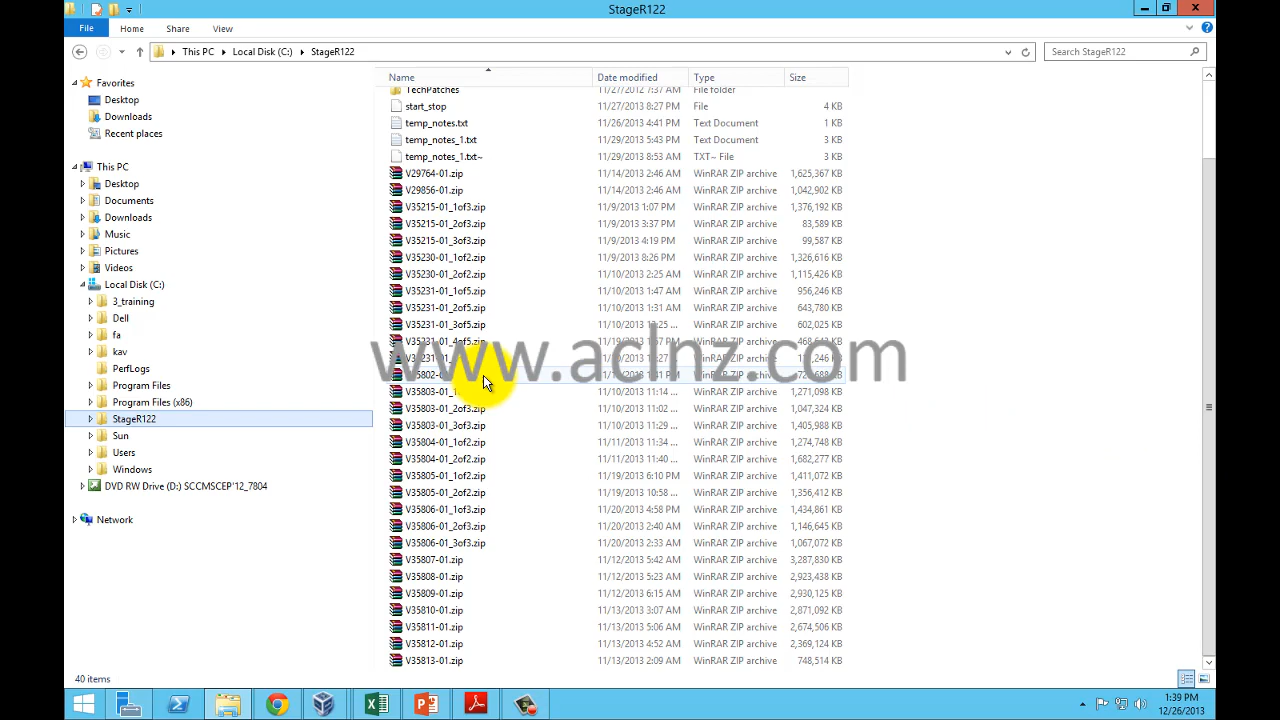 StageR122
File Home Share View
This PC Local Disk (C:) StageR122 Search StageR122
Name Date modified Type Size
Favorites
Desktop
Downloads
Recent places
This PC
Desktop
Documents
Downloads
Music
Pictures
Videos
Local Disk (C:)
3_training
Dell
fa
kav
PerfLogs
Program Files
Program Files (x86)
StageR122
Sun
Users
Windows
DVD RW Drive (D:) SCCMSCEP'12_7804
Network
TechPatches 11/27/2012 7:37 AM File folder
start_stop 11/27/2013 8:27 PM File 4 KB
temp_notes.txt 11/26/2013 4:41 PM Text Document 1 KB
temp_notes_1.txt 11/29/2013 5:43 PM Text Document 3 KB
temp_notes_1.txt~ 11/29/2013 8:53 AM TXT~ File 3 KB
V29764-01.zip 11/14/2013 2:46 AM WinRAR ZIP archive 1,625,367 KB
V29856-01.zip 11/14/2013 2:46 AM WinRAR ZIP archive 1,042,902 KB
V35215-01_1of3.zip 11/9/2013 1:07 PM WinRAR ZIP archive 1,376,192 KB
V35215-01_2of3.zip 11/9/2013 3:37 PM WinRAR ZIP archive 83,589 KB
V35215-01_3of3.zip 11/9/2013 4:19 PM WinRAR ZIP archive 99,587 KB
V35230-01_1of2.zip 11/9/2013 8:26 PM WinRAR ZIP archive 1,326,616 KB
V35230-01_2of2.zip 11/10/2013 2:25 AM WinRAR ZIP archive 1,115,426 KB
V35231-01_1of5.zip 11/10/2013 1:47 AM WinRAR ZIP archive 956,246 KB
V35231-01_2of5.zip 11/10/2013 1:31 AM WinRAR ZIP archive 643,780 KB
V35231-01_3of5.zip 11/10/2013 WinRAR ZIP archive 602,025 KB
V35231-01_4of5.zip WinRAR ZIP archive
www.aclnz.com
V35803-01_1 11/10/2013 11:14 ... WinRAR ZIP archive 1,271,098 KB
V35803-01_2of3.zip 11/10/2013 11:02 ... WinRAR ZIP archive 1,047,324 KB
V35803-01_3of3.zip 11/10/2013 11:29 ... WinRAR ZIP archive 1,405,988 KB
V35804-01_1of2.zip 11/10/2013 11:34 ... WinRAR ZIP archive 1,274,748 KB
V35804-01_2of2.zip 11/11/2013 11:40 ... WinRAR ZIP archive 1,682,277 KB
V35805-01_1of2.zip 11/19/2013 6:10 PM WinRAR ZIP archive 1,411,072 KB
V35805-01_2of2.zip 11/19/2013 10:58 ... WinRAR ZIP archive 1,356,412 KB
V35806-01_1of3.zip 11/20/2013 4:58 PM WinRAR ZIP archive 1,434,861 KB
V35806-01_2of3.zip 11/20/2013 2:40 AM WinRAR ZIP archive 1,146,645 KB
V35806-01_3of3.zip 11/20/2013 2:33 AM WinRAR ZIP archive 1,067,072 KB
V35807-01.zip 11/12/2013 5:42 AM WinRAR ZIP archive 3,287,830 KB
V35808-01.zip 11/12/2013 5:23 AM WinRAR ZIP archive 2,923,438 KB
V35809-01.zip 11/12/2013 6:15 AM WinRAR ZIP archive 2,930,125 KB
V35810-01.zip 11/13/2013 3:07 AM WinRAR ZIP archive 2,871,092 KB
V35811-01.zip 11/13/2013 5:06 AM WinRAR ZIP archive 2,674,506 KB
V35812-01.zip 11/13/2013 4:52 AM WinRAR ZIP archive 2,369,124 KB
V35813-01.zip 11/13/2013 2:09 AM WinRAR ZIP archive 748,514 KB
40 items
1:39 PM
12/26/2013